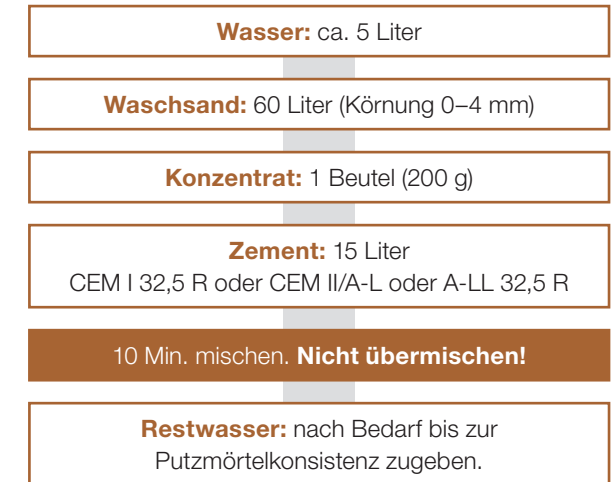 Wasser: ca. 5 Liter
Waschsand: 60 Liter (Körnung 0–4 mm)
Konzentrat: 1 Beutel (200 g)
Zement: 15 Liter
CEM I 32,5 R oder CEM II/A-L oder A-LL 32,5 R
10 Min. mischen. Nicht übermischen!
Restwasser: nach Bedarf bis zur
Putzmörtelkonsistenz zugeben.